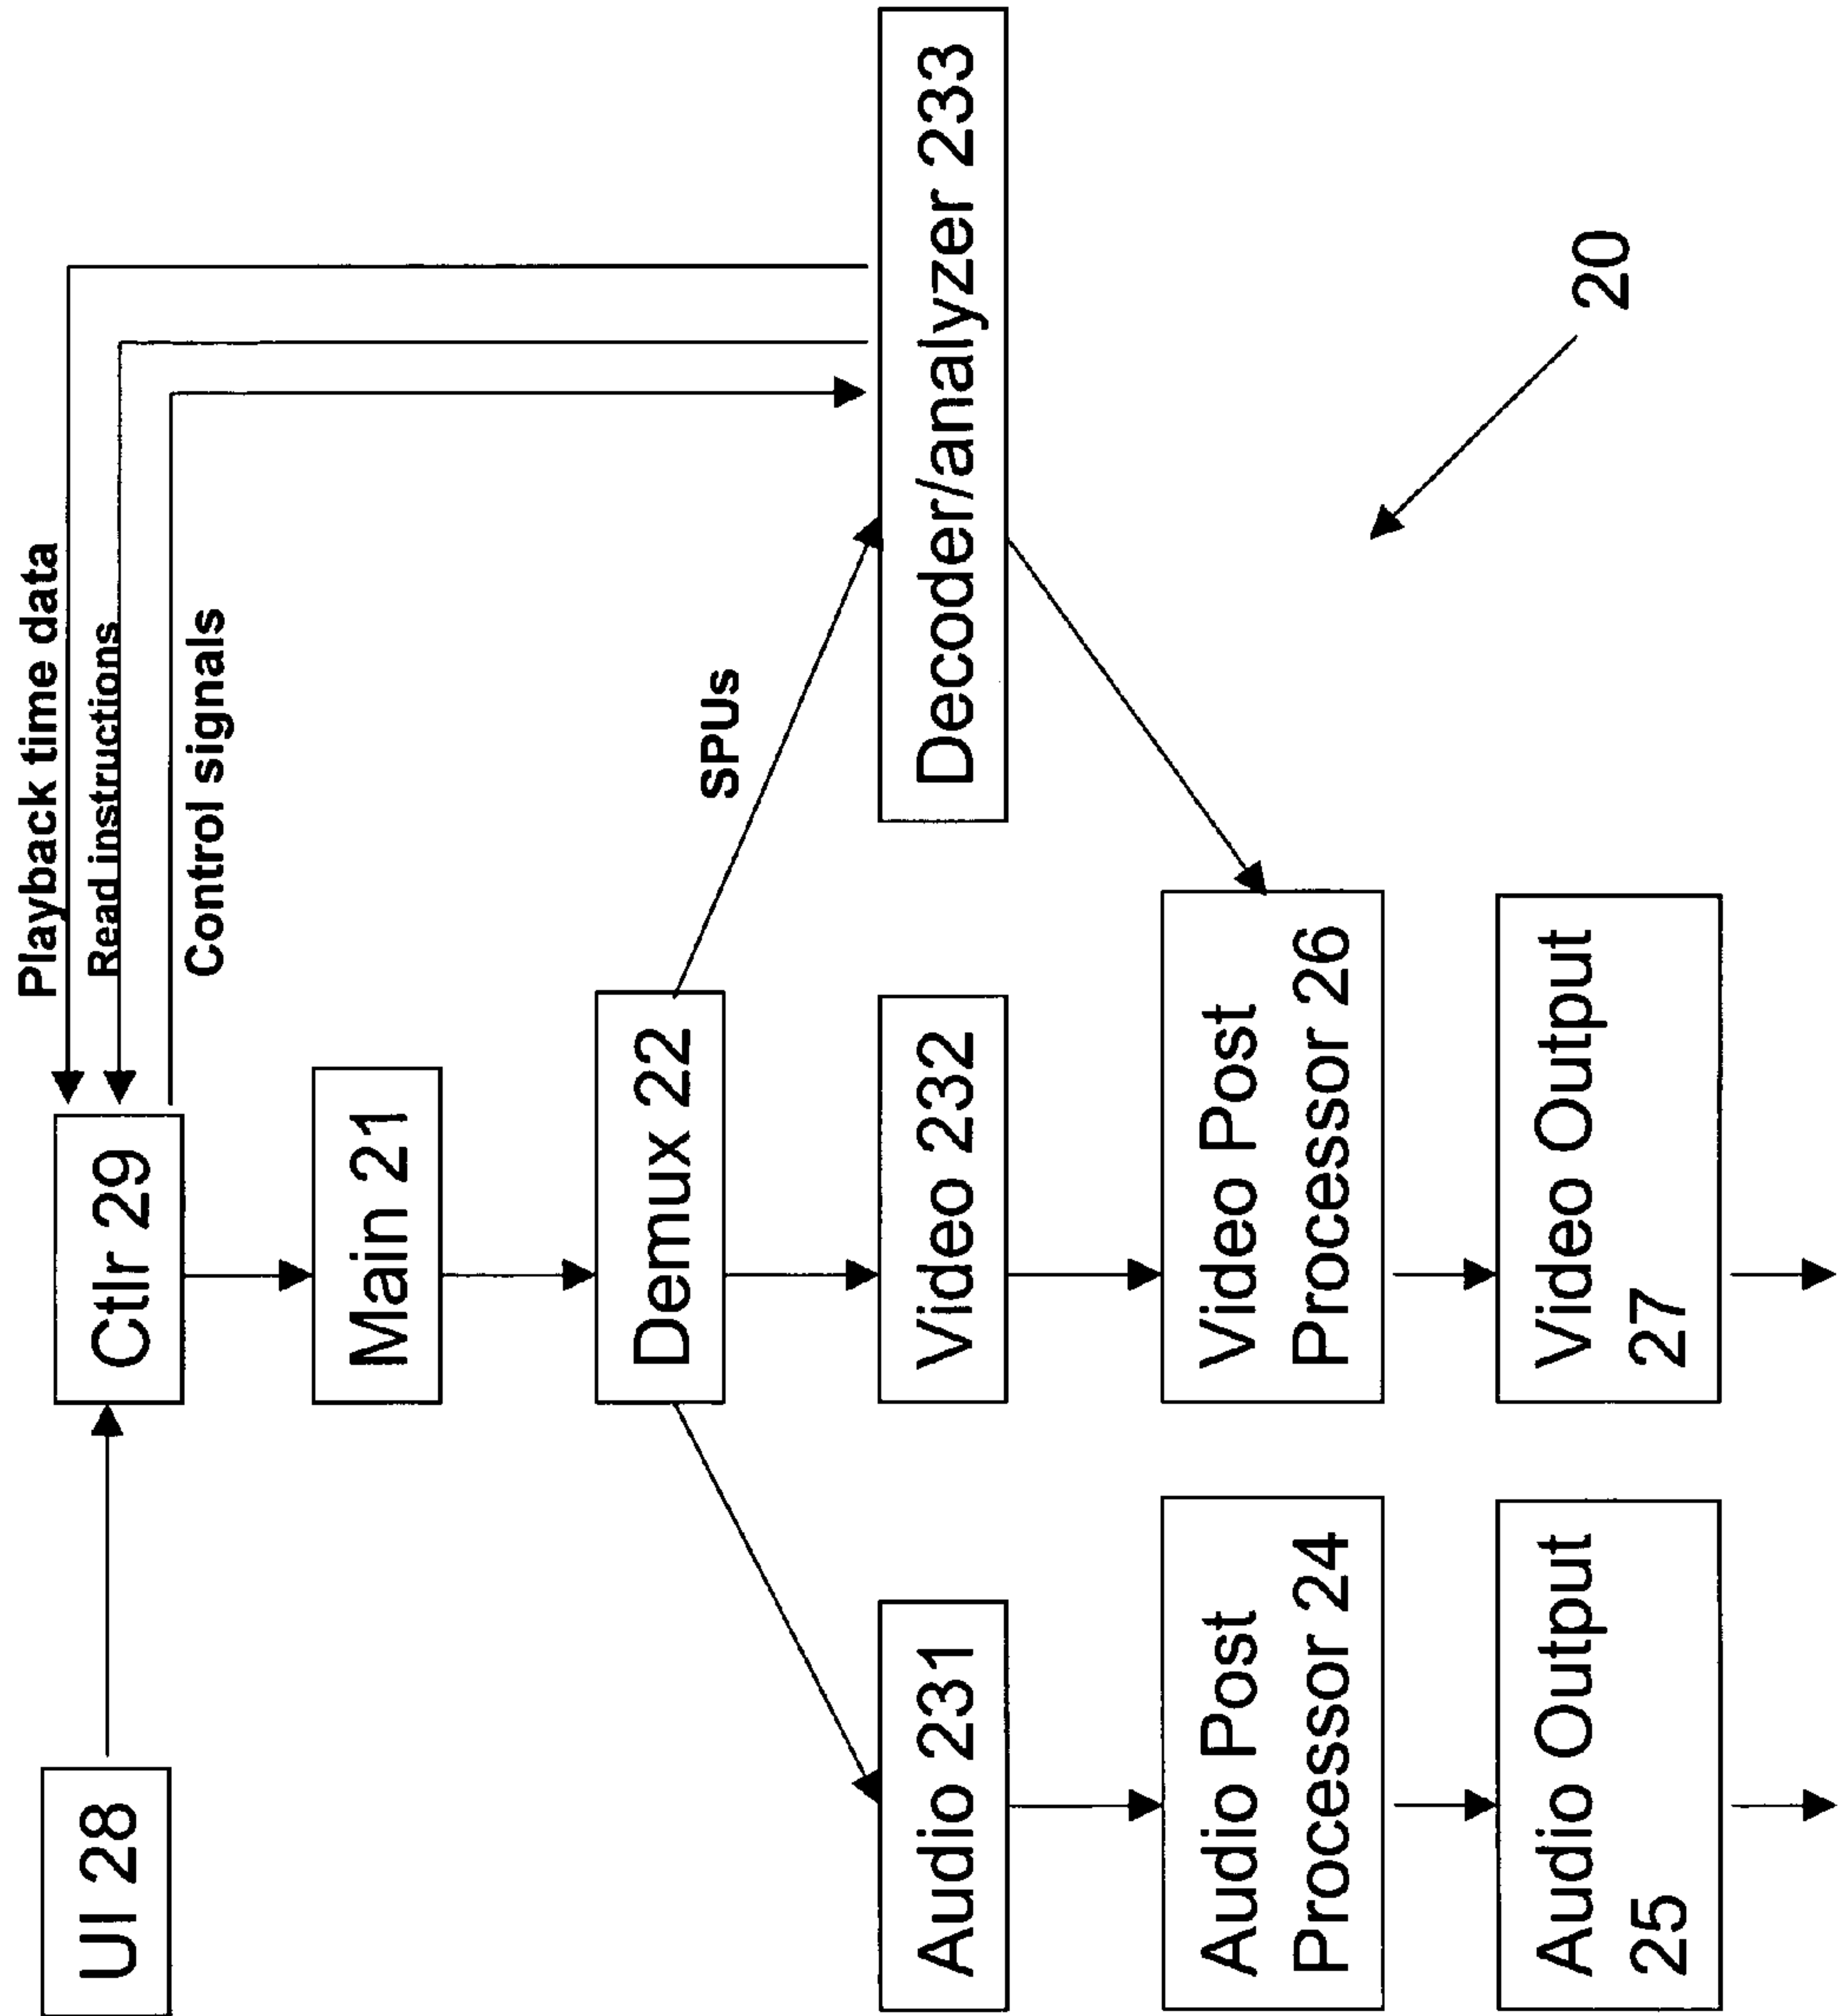 UI 28
Ctlr 29
Playback time data
Read instructions
Control signals
Main 21
Demux 22
SPUs
Audio 231
Video 232
Decoder/analyzer 233
Audio Post
Processor 24
Video Post
Processor 26
Audio Output
25
Video Output
27
20